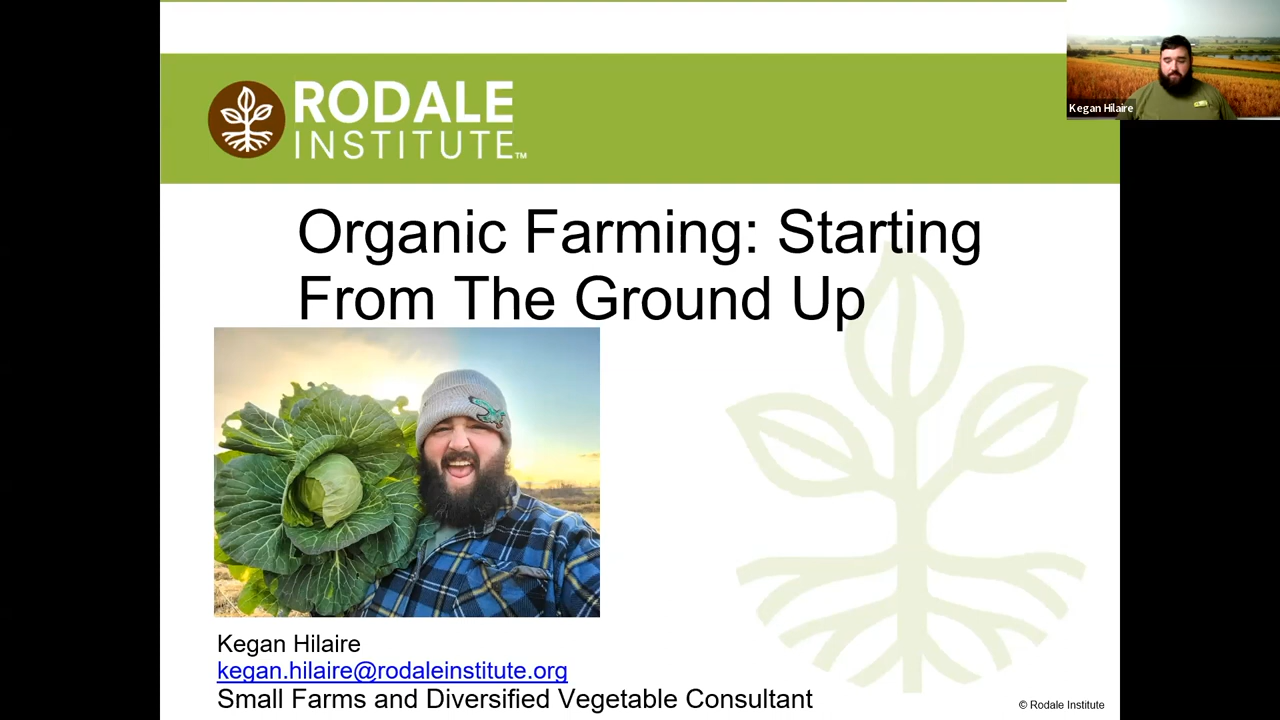 RODALE
INSTITUTE™
Kegan Hilaire
Organic Farming: Starting
From The Ground Up
Kegan Hilaire
kegan.hilaire@rodaleinstitute.org
Small Farms and Diversified Vegetable Consultant
© Rodale Institute